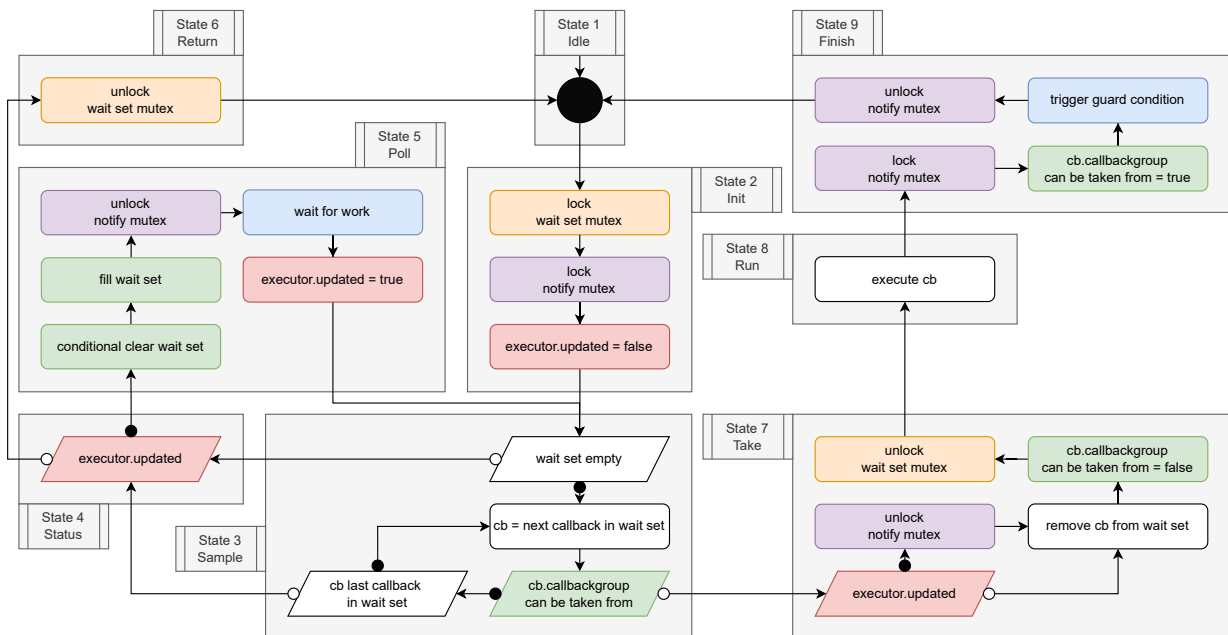 State 6
Return
unlock
wait set mutex
State 1
Idle
State 9
Finish
unlock
notify mutex
trigger guard condition
lock
notify mutex
cb.callbackgroup
can be taken from = true
State 5
Poll
unlock
notify mutex
wait for work
fill wait set
executor.updated = true
conditional clear wait set
State 2
Init
lock
wait set mutex
lock
notify mutex
executor.updated = false
State 8
Run
execute cb
State 4
Status
executor.updated
State 3
Sample
wait set empty
cb = next callback in wait set
cb last callback
in wait set
cb.callbackgroup
can be taken from
State 7
Take
unlock
wait set mutex
cb.callbackgroup
can be taken from = false
unlock
notify mutex
remove cb from wait set
executor.updated